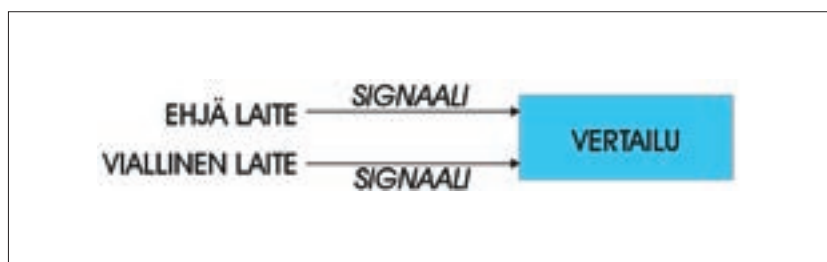 SIGNAALI
EHJÄ LAITE
VERTAILU
VIALLINEN LAITE
SIGNAALI